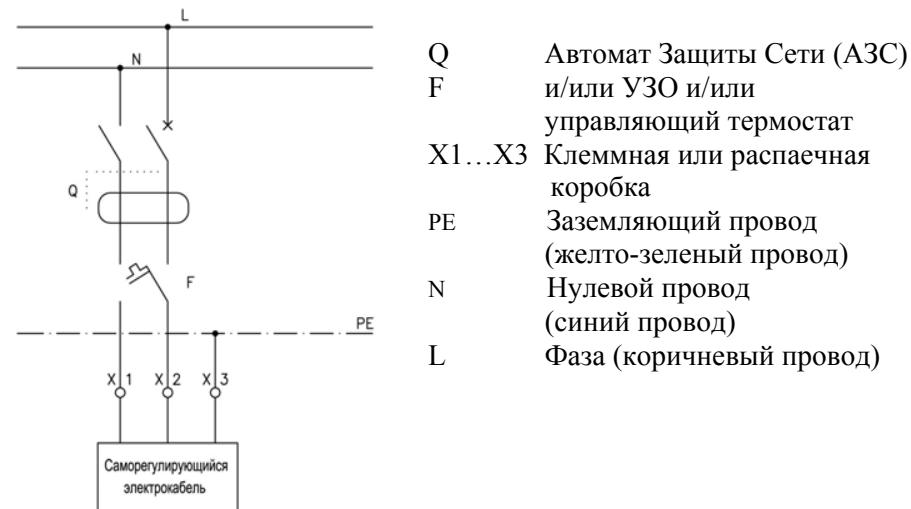 L
N
Q
F
PE
X 1 X 2 X 3
Саморегулирующийся
электрокабель
Q Автомат Защиты Сети (АЗС)
F и/или УЗО и/или
управляющий термостат
X1…X3 Клеммная или распаечная
коробка
PE Заземляющий провод
(желто-зеленый провод)
N Нулевой провод
(синий провод)
L Фаза (коричневый провод)